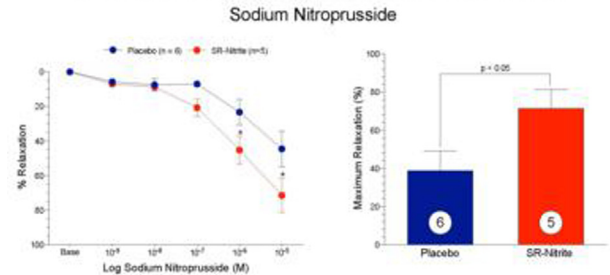 Sodium Nitroprusside
Placebo (n = 6)
SR-Nitrite (n=5)
0
20
40
60
80
100
% Relaxation
*
*
Base
10⁻⁹
10⁻⁸
10⁻⁷
10⁻⁶
10⁻⁵
Log Sodium Nitroprusside (M)
100
80
60
40
20
0
Maximum Relaxation (%)
p < 0.05
6
5
Placebo
SR-Nitrite